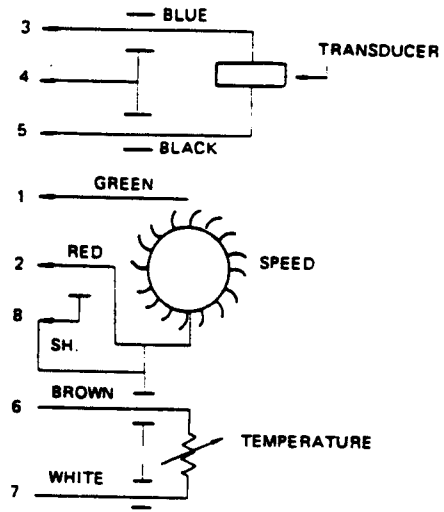 3 BLUE
TRANSDUCER
4
5
BLACK
GREEN
1
2 RED
SPEED
8
SH.
BROWN
6
TEMPERATURE
WHITE
7